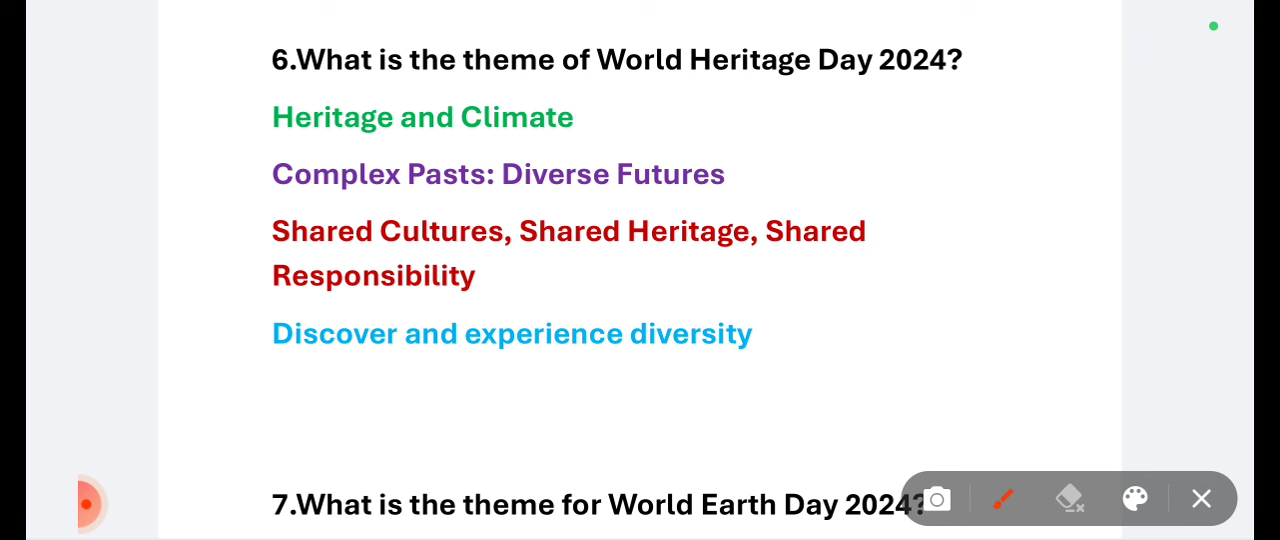 6.What is the theme of World Heritage Day 2024?
Heritage and Climate
Complex Pasts: Diverse Futures
Shared Cultures, Shared Heritage, Shared
Responsibility
Discover and experience diversity
7.What is the theme for World Earth Day 2024?